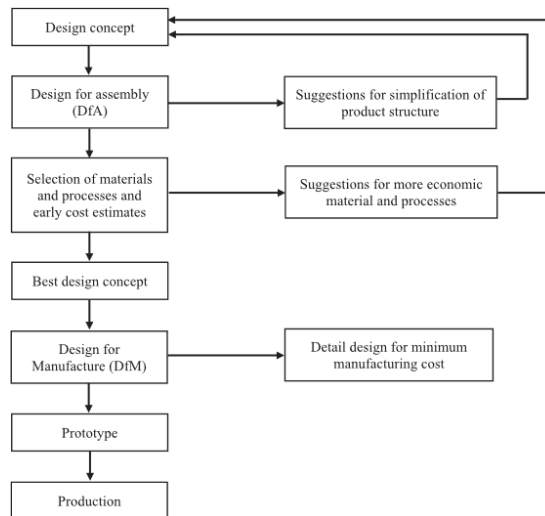 Design concept
Design for assembly
(DfA)
Suggestions for simplification of
product structure
Selection of materials
and processes and
early cost estimates
Suggestions for more economic
material and processes
Best design concept
Design for
Manufacture (DfM)
Detail design for minimum
manufacturing cost
Prototype
Production